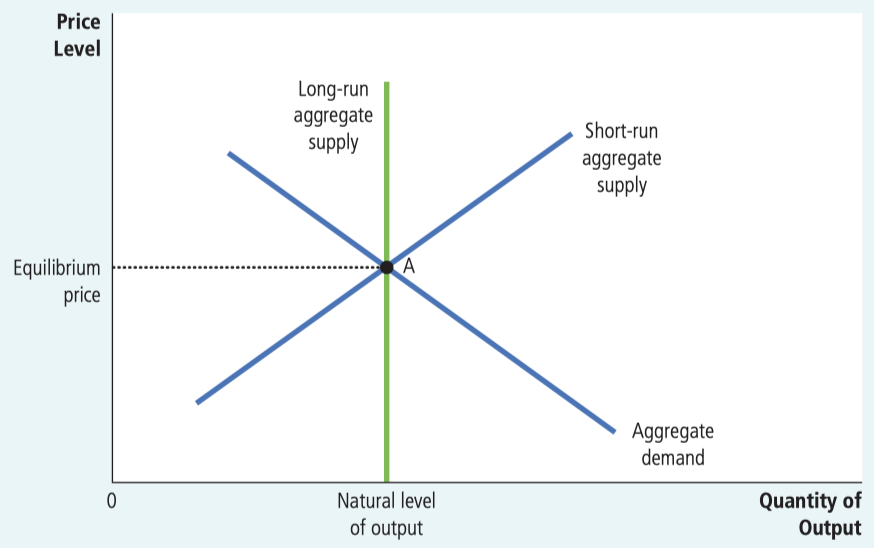 Price
Level
Long-run
aggregate
supply
Short-run
aggregate
supply
Equilibrium
price
A
Aggregate
demand
0
Natural level
of output
Quantity of
Output